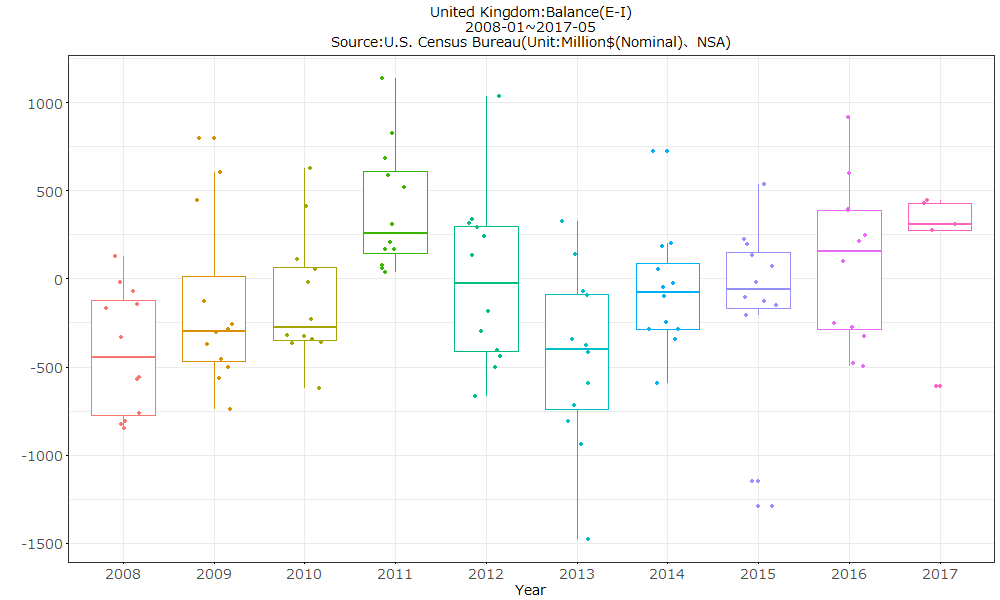 United Kingdom:Balance(E-I)
2008-01~2017-05
Source:U.S. Census Bureau(Unit:Million$(Nominal)、NSA)
1000
500
0
-500
-1000
-1500
2008 2009 2010 2011 2012 2013 2014 2015 2016 2017
Year